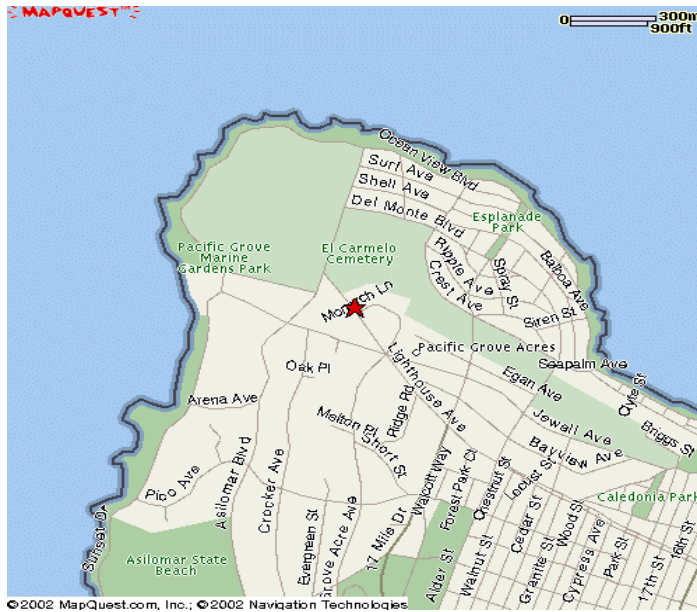 MAPQUEST™
0 300m
900ft
Ocean View Blvd
Surf Ava
Shell Ava
Del Monte Blvd
Esplanade
Park
Pacific Grove
Marine
Gardens Park
El Carmelo
Cemetery
Ripple Ave
Crest Ave
Spray St
Balboa Ave
Siren St
Monarch Ln
Pacific Grove Acres
Seapalm Ave
Oak Pl
Lighthouse Ave
Egan Ave
Clyte St
Arena Ave
Melton Pl
Ridge Rd
Short St
Jewell Ave
Briggs St
Bayview Ave
Pico Ave
Asilomar Blvd
Crocker Ave
Walcott Way
Forest Park Ct
Chestnut St
Locust St
Caledonia Park
Sunset Dr
Evergreen St
Grove Acre Ave
17 Mile Dr
Alder St
Walnut St
Cedar St
Granite St
Wood St
Cypress Ave
Park St
17th St
16th St
Asilomar State
Beach
©2002 MapQuest.com, Inc.; ©2002 Navigation Technologies